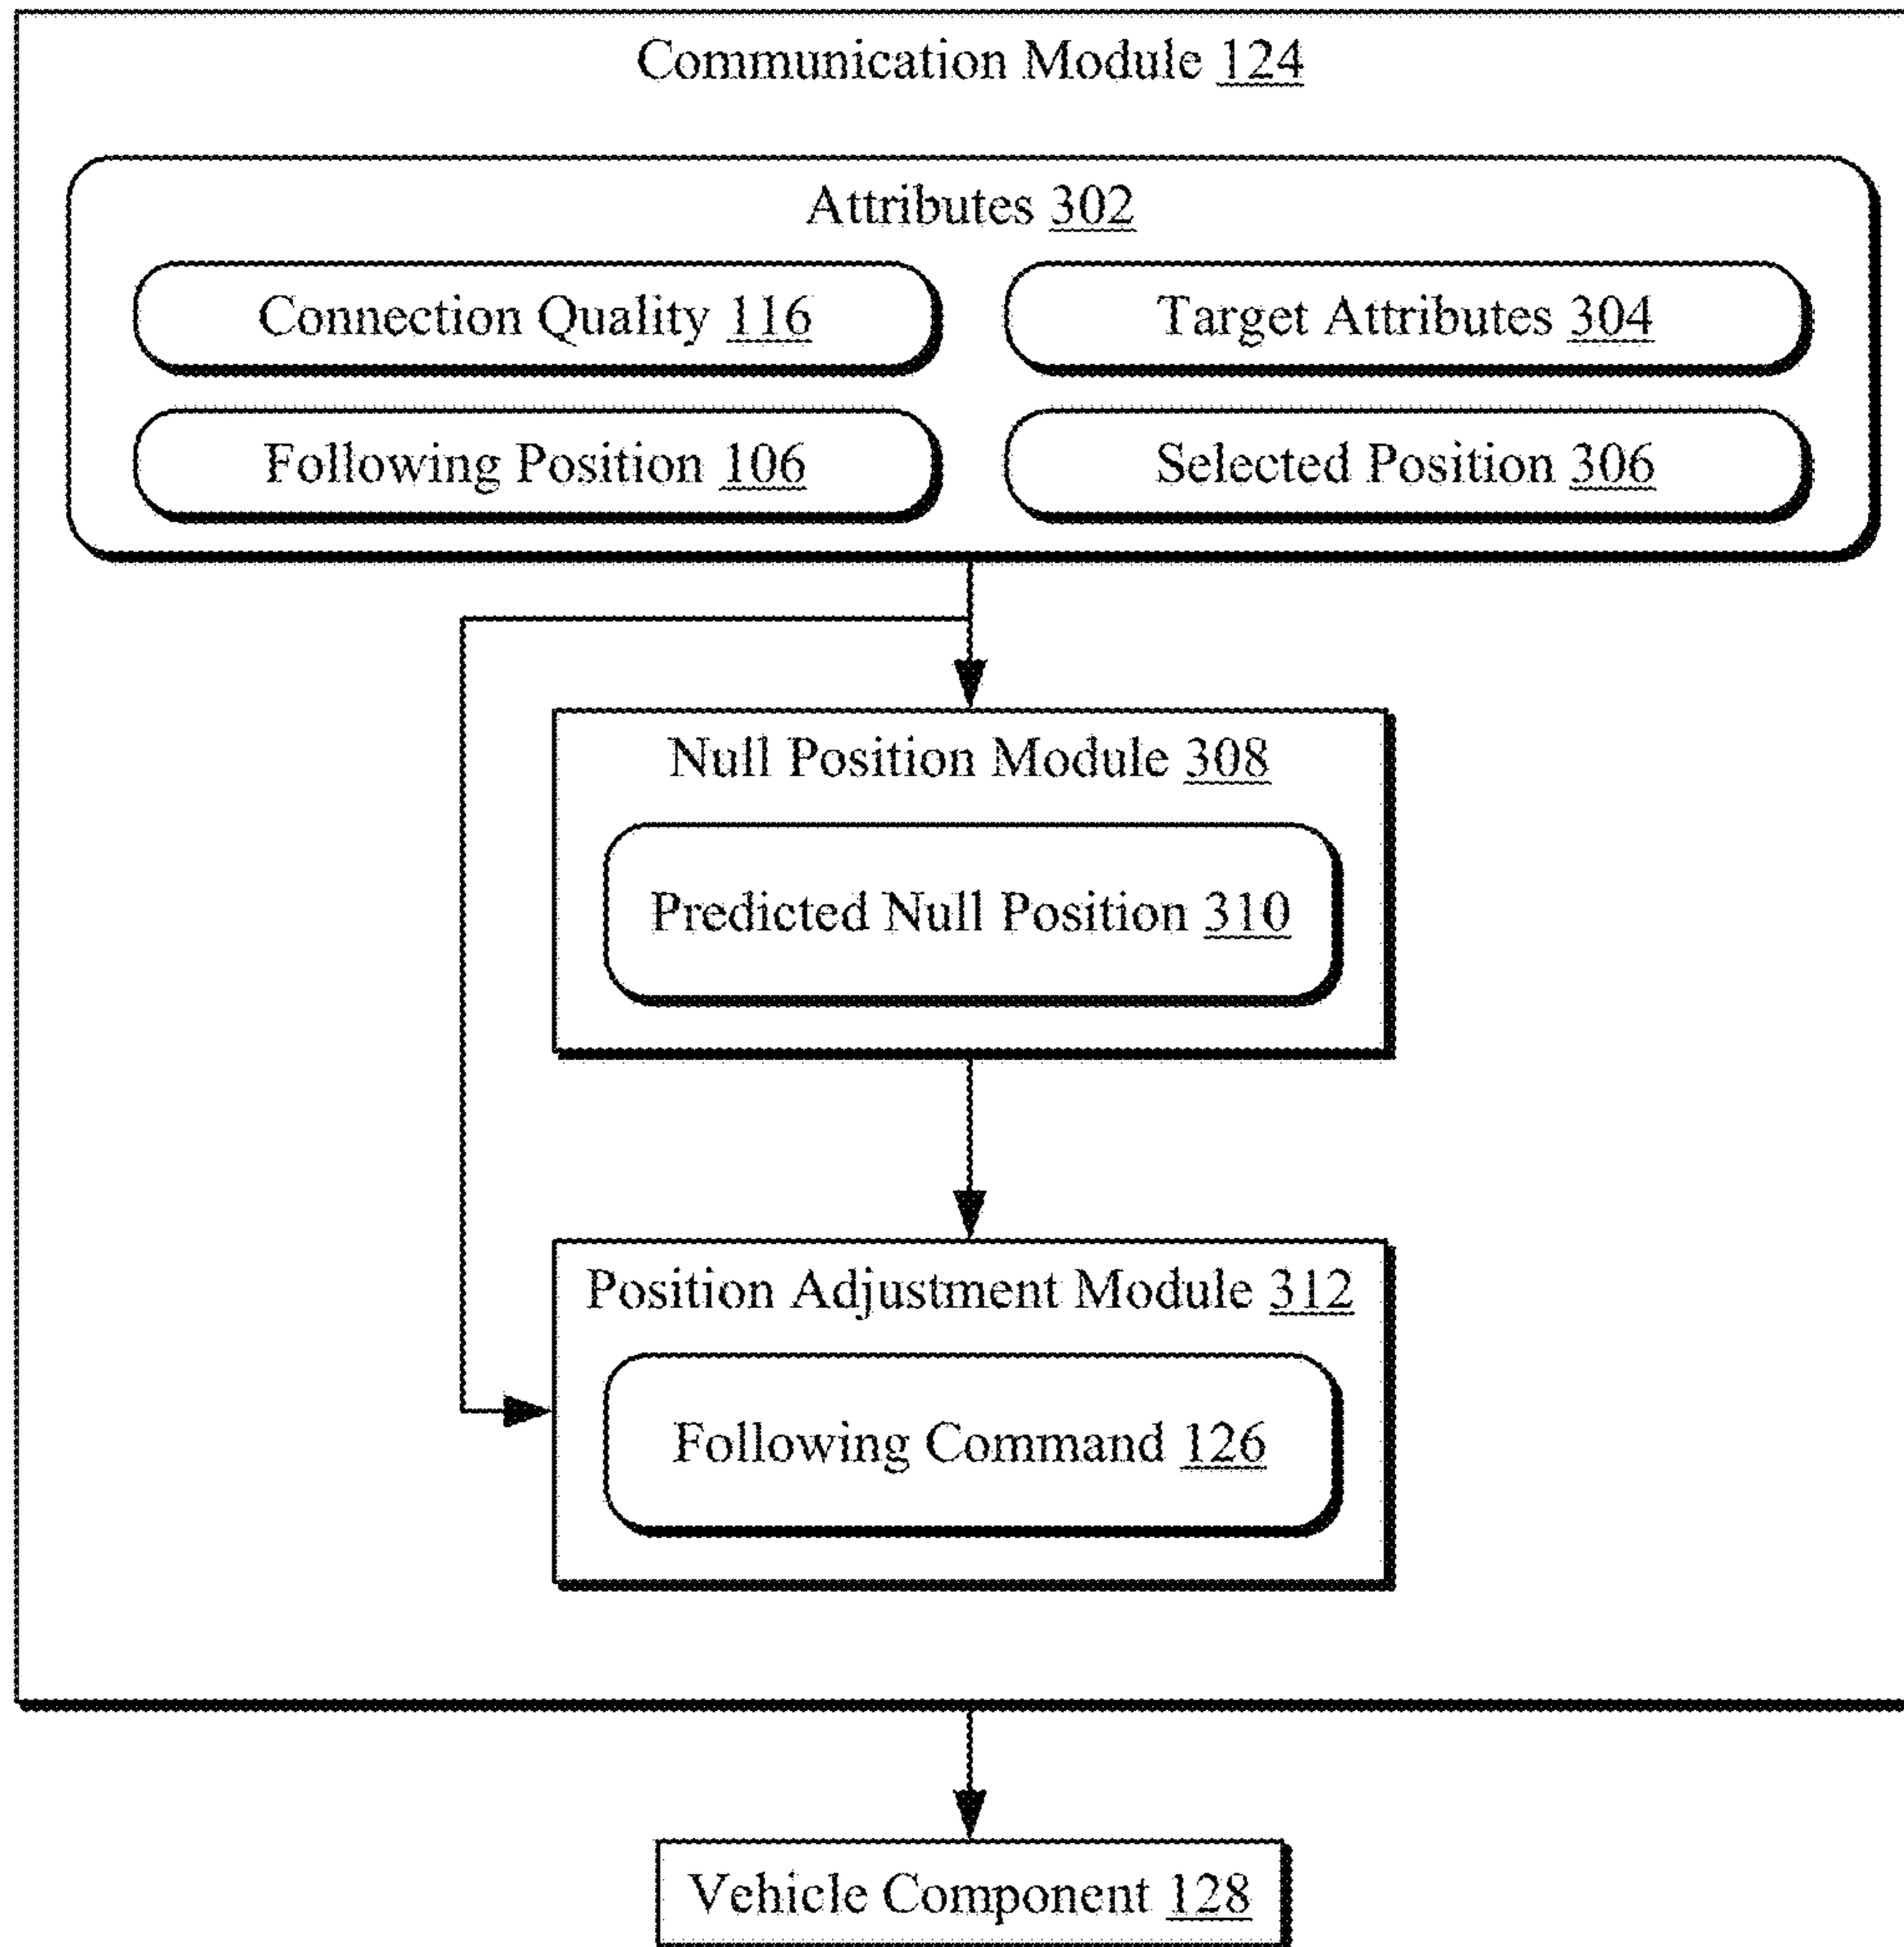 Communication Module 124
Attributes 302
Connection Quality 116
Target Attributes 304
Following Position 106
Selected Position 306
Null Position Module 308
Predicted Null Position 310
Position Adjustment Module 312
Following Command 126
Vehicle Component 128